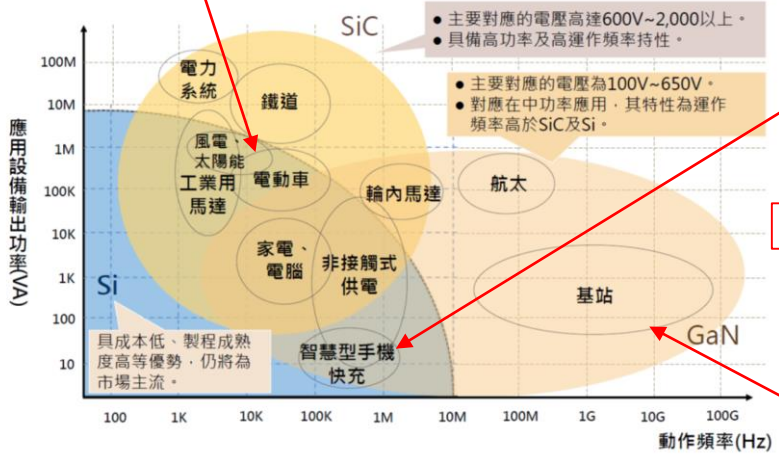 SiC
● 主要對應的電壓高達600V~2,000以上。
● 具備高功率及高運作頻率持性。
● 主要對應的電壓為100V~650V。
● 對應在中功率應用，其特性為運作
頻率高於SiC及Si。
應用設備輸出功率(VA)
100M
10M
1M
100K
10K
1K
100
10
電力
系統
鐵道
風電、
太陽能
工業用
馬達
電動車
輪內馬達
航太
家電、
電腦
非接觸式
供電
基站
Si
GaN
具成本低、製程成熟
度高等優勢，仍將為
市場主流。
智慧型手機
快充
100
1K
10K
100K
1M
10M
100M
1G
10G
100G
動作頻率(Hz)